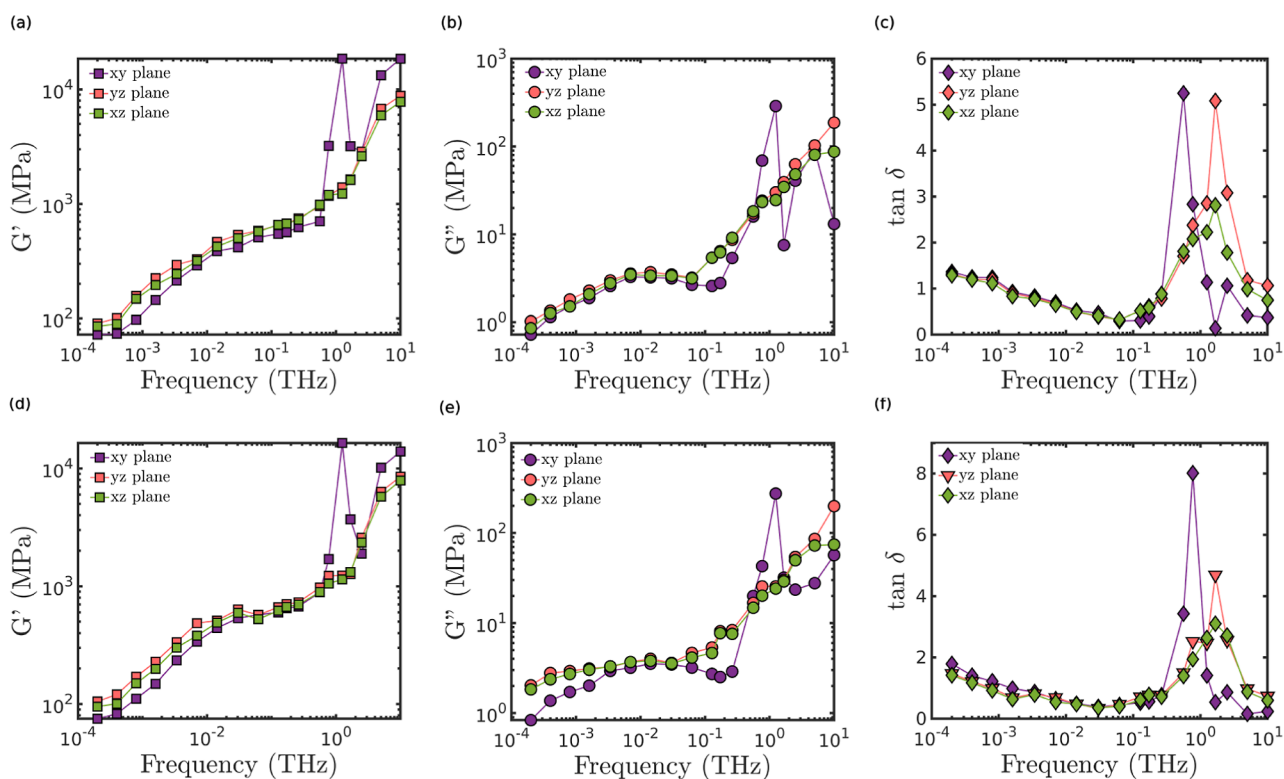 (a)
(b)
(c)
xy plane
yz plane
xz plane
G' (MPa)
10^4
10^3
10^2
10^-4 10^-3 10^-2 10^-1 10^0 10^1
Frequency (THz)
xy plane
yz plane
xz plane
G" (MPa)
10^3
10^2
10^1
10^0
10^-4 10^-3 10^-2 10^-1 10^0 10^1
Frequency (THz)
xy plane
yz plane
xz plane
tan δ
6
5
4
3
2
1
0
10^-4 10^-3 10^-2 10^-1 10^0 10^1
Frequency (THz)
(d)
(e)
(f)
xy plane
yz plane
xz plane
G' (MPa)
10^4
10^3
10^2
10^-4 10^-2 10^0
Frequency (THz)
xy plane
yz plane
xz plane
G" (MPa)
10^3
10^2
10^1
10^0
10^-4 10^-3 10^-2 10^-1 10^0 10^1
Frequency (THz)
xy plane
yz plane
xz plane
tan δ
8
6
4
2
0
10^-4 10^-3 10^-2 10^-1 10^0 10^1
Frequency (THz)